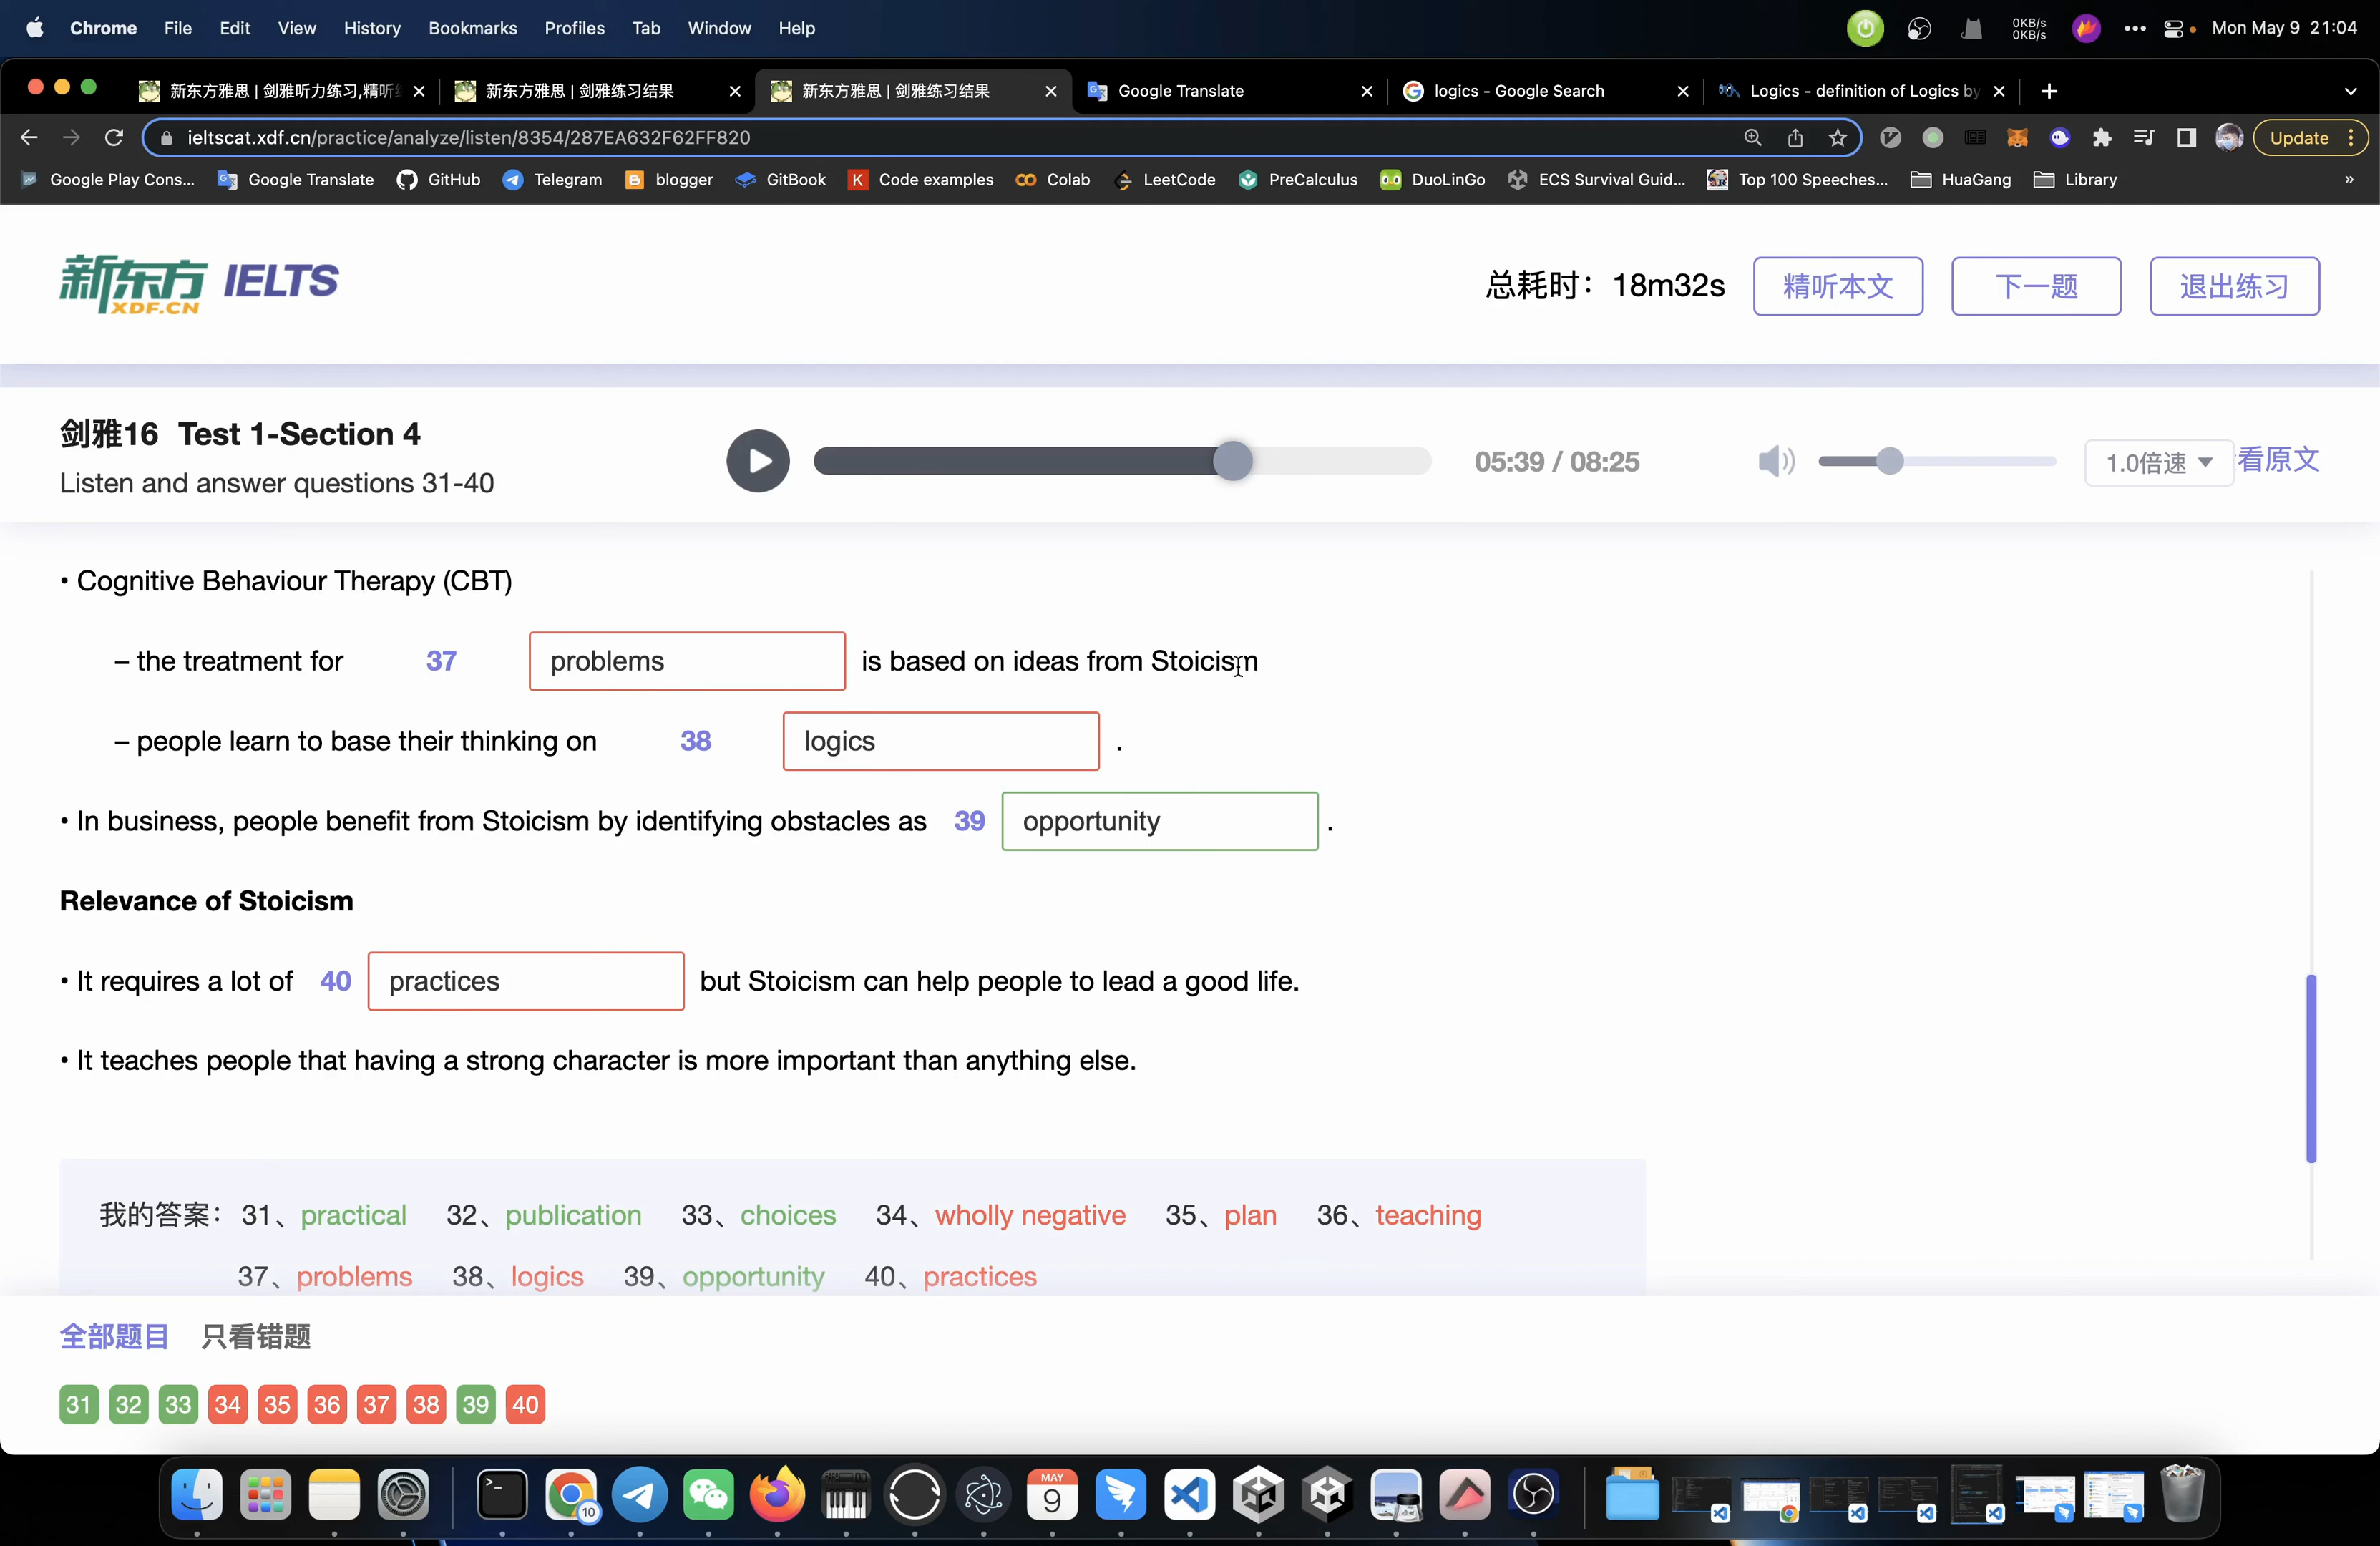 Chrome File Edit View History Bookmarks Profiles Tab Window Help 0KB/s 0KB/s Mon May 9 21:04
新东方雅思 | 剑雅听力练习,精听 新东方雅思 | 剑雅练习结果 新东方雅思 | 剑雅练习结果 Google Translate logics - Google Search Logics - definition of Logics by
ieltscat.xdf.cn/practice/analyze/listen/8354/287EA632F62FF820 Update
Google Play Cons... Google Translate GitHub Telegram blogger GitBook Code examples Colab LeetCode PreCalculus DuoLinGo ECS Survival Guid... Top 100 Speeches... HuaGang Library »
新东方 XDF.CN IELTS 总耗时：18m32s 精听本文 下一题 退出练习
剑雅16 Test 1-Section 4
Listen and answer questions 31-40
05:39 / 08:25 1.0倍速 看原文
• Cognitive Behaviour Therapy (CBT)
– the treatment for 37 problems is based on ideas from Stoicism
– people learn to base their thinking on 38 logics .
• In business, people benefit from Stoicism by identifying obstacles as 39 opportunity .
Relevance of Stoicism
• It requires a lot of 40 practices but Stoicism can help people to lead a good life.
• It teaches people that having a strong character is more important than anything else.
我的答案：31、practical 32、publication 33、choices 34、wholly negative 35、plan 36、teaching
37、problems 38、logics 39、opportunity 40、practices
全部题目 只看错题
31 32 33 34 35 36 37 38 39 40
10 MAY 9